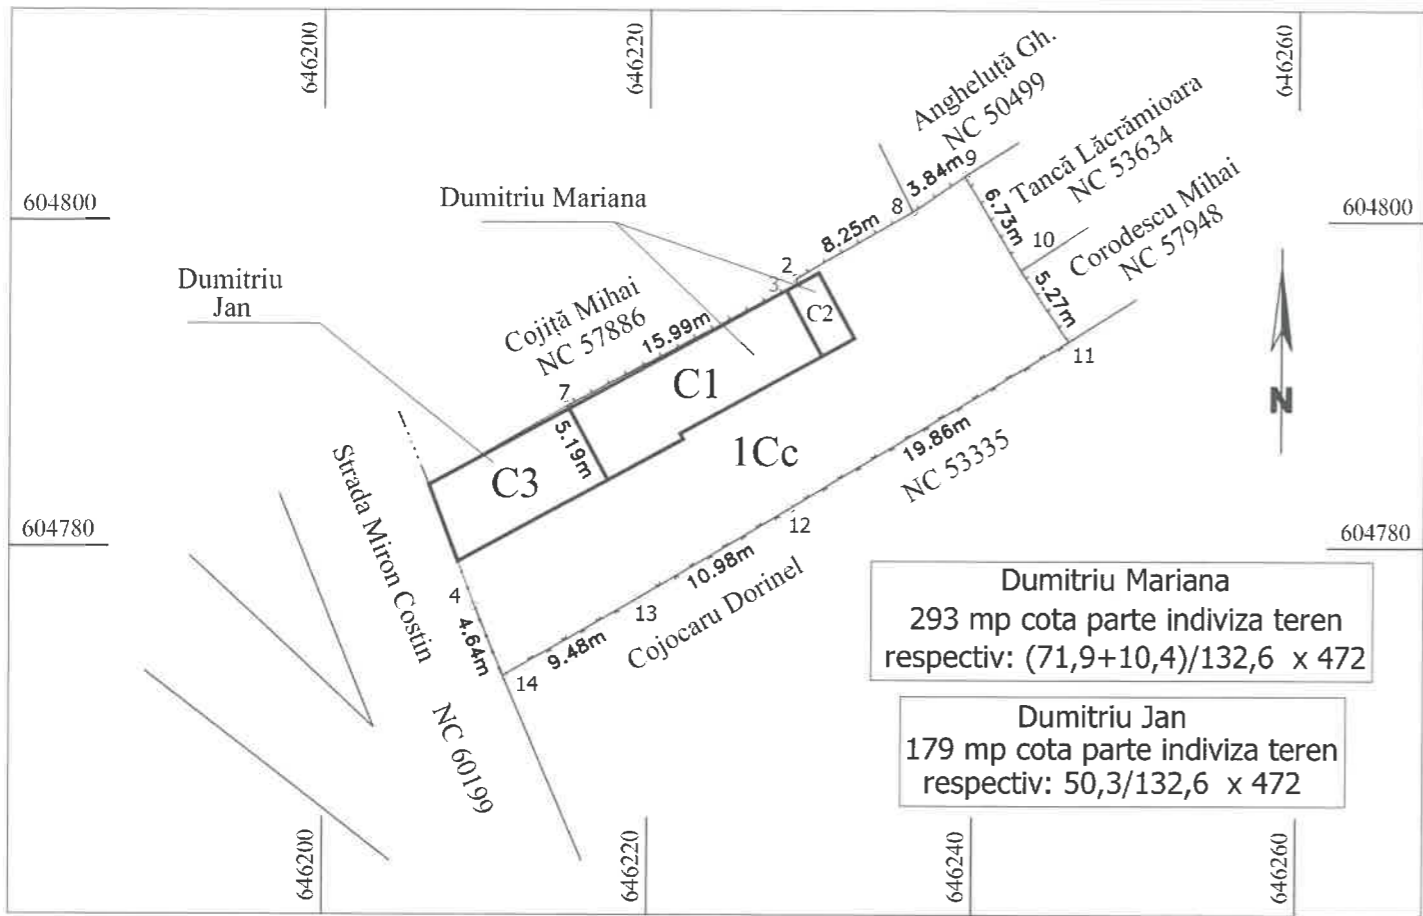 646200
646220
646260
Angheluță Gh.
NC 50499
Tancă Lăcrămioara
NC 53634
Corodescu Mihai
NC 57948
604800
604800
Dumitriu Mariana
Dumitriu
Jan
Cojiță Mihai
NC 57886
15.99m
8.25m
3.84m
6.73m
5.27m
2
3
7
8
9
10
11
C2
C1
C3
5.19m
1Cc
19.86m
NC 53335
12
10.98m
Cojocaru Dorinel
13
9.48m
14
4
4.64m
Strada Miron Costin
NC 60199
N
604780
604780
Dumitriu Mariana
293 mp cota parte indiviza teren
respectiv: (71,9+10,4)/132,6 x 472
Dumitriu Jan
179 mp cota parte indiviza teren
respectiv: 50,3/132,6 x 472
646200
646220
646240
646260